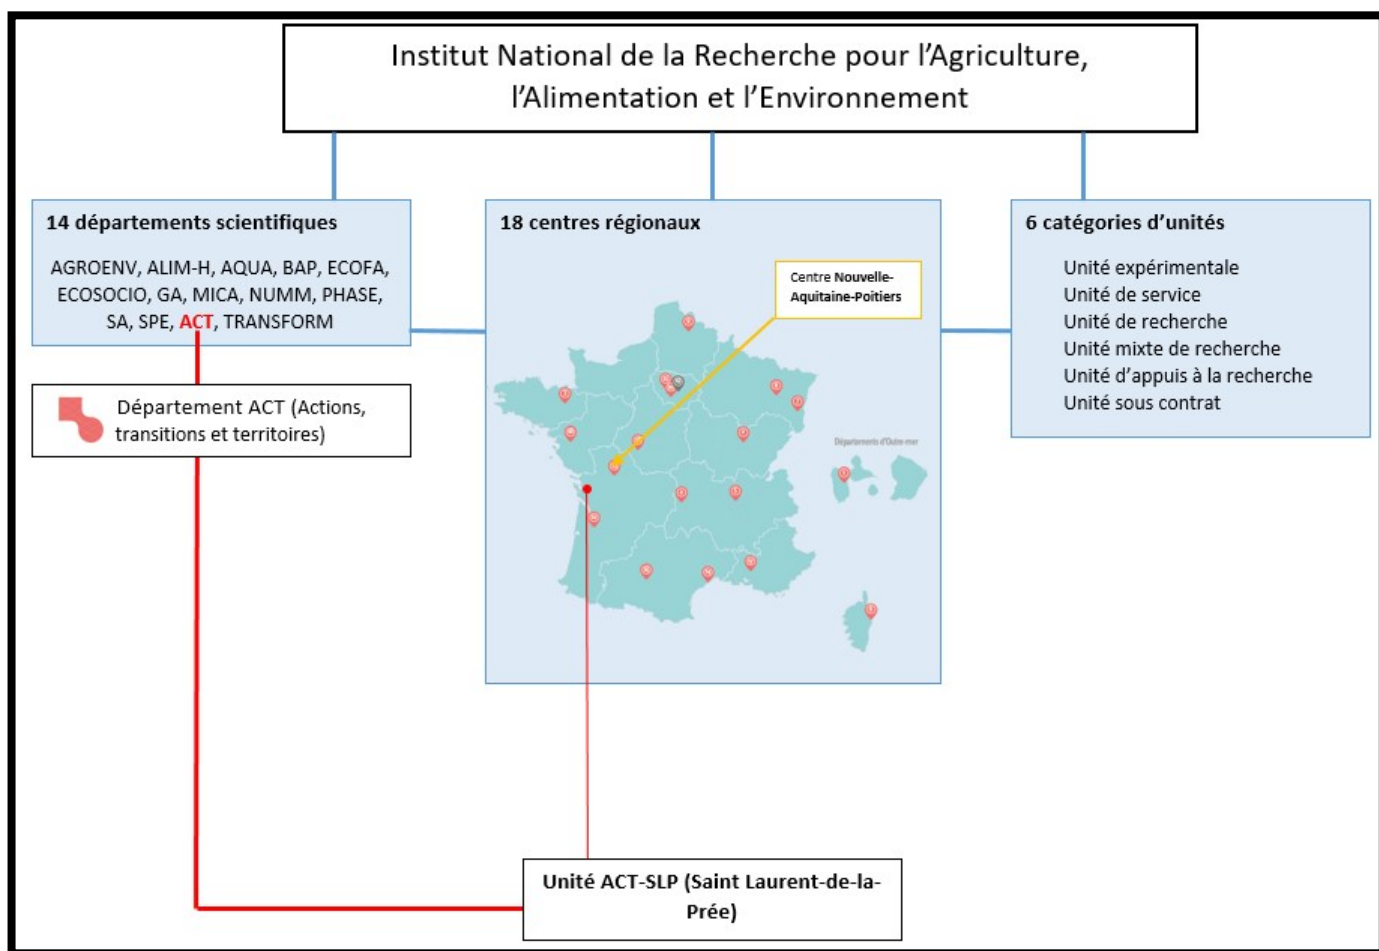 Institut National de la Recherche pour l’Agriculture,
l’Alimentation et l’Environnement
14 départements scientifiques
AGROENV, ALIM-H, AQUA, BAP, ECOFA,
ECOSOCIO, GA, MICA, NUMM, PHASE,
SA, SPE, ACT, TRANSFORM
Département ACT (Actions,
transitions et territoires)
18 centres régionaux
Centre Nouvelle-
Aquitaine-Poitiers
Départements d'Outre-mer
6 catégories d’unités
Unité expérimentale
Unité de service
Unité de recherche
Unité mixte de recherche
Unité d’appuis à la recherche
Unité sous contrat
Unité ACT-SLP (Saint Laurent-de-la-
Prée)